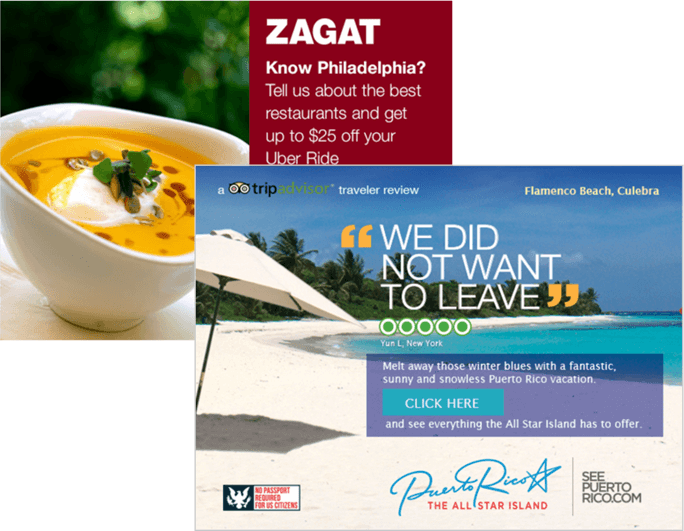 ZAGAT
Know Philadelphia?
Tell us about the best
restaurants and get
up to $25 off your
Uber Ride
a tripadvisor traveler review
Flamenco Beach, Culebra
“WE DID
NOT WANT
TO LEAVE”
Yun L, New York
Melt away those winter blues with a fantastic,
sunny and snowless Puerto Rico vacation.
CLICK HERE
and see everything the All Star Island has to offer.
NO PASSPORT
REQUIRED
FOR US CITIZENS
Puerto Rico
THE ALL STAR ISLAND
SEE
PUERTO
RICO.COM